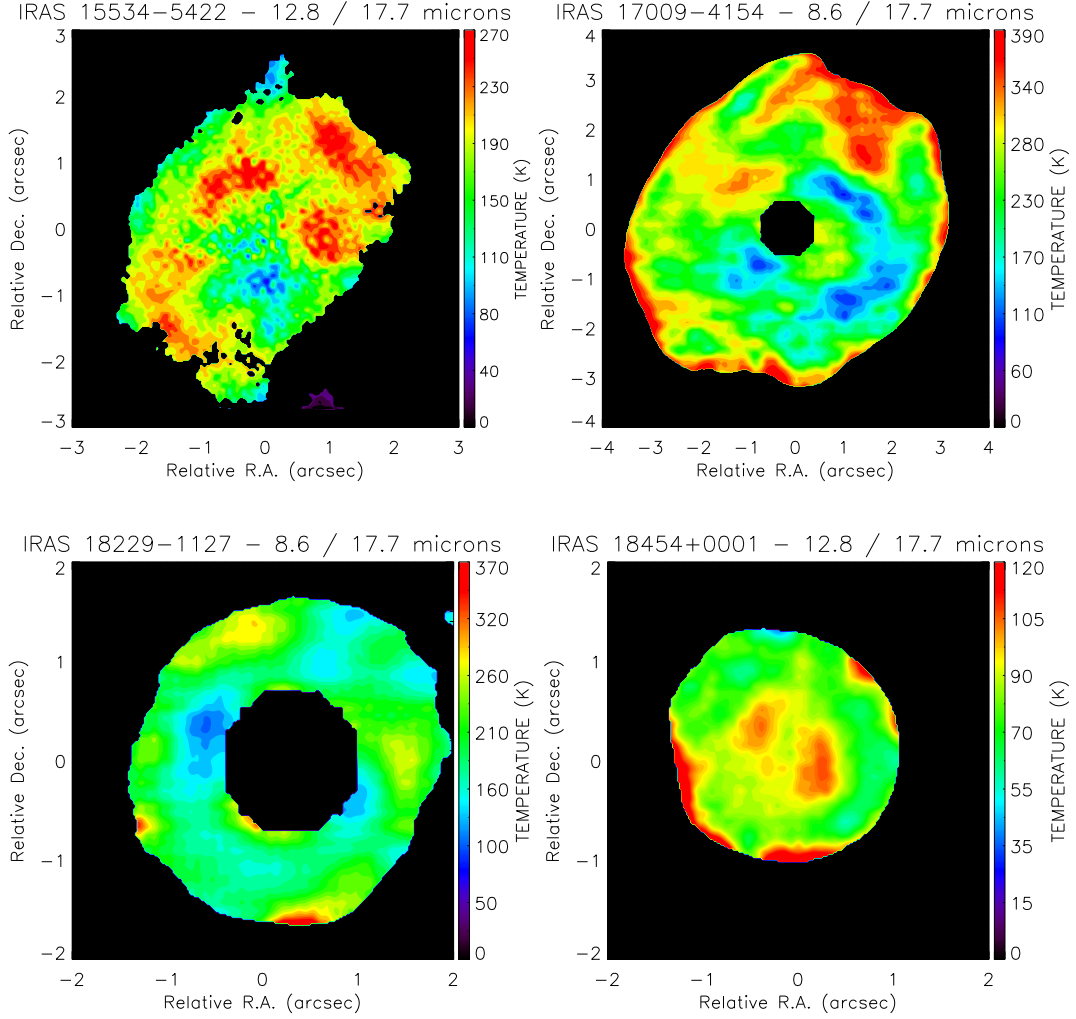 IRAS 15534−5422 − 12.8 / 17.7 microns
3
2
1
0
−1
−2
−3
−3 −2 −1 0 1 2 3
Relative R.A. (arcsec)
Relative Dec. (arcsec)
270
230
190
150
110
80
40
0
TEMPERATURE (K)
IRAS 17009−4154 − 8.6 / 17.7 microns
4
3
2
1
0
−1
−2
−3
−4
−4 −3 −2 −1 0 1 2 3 4
Relative R.A. (arcsec)
Relative Dec. (arcsec)
390
340
280
230
170
110
60
0
TEMPERATURE (K)
IRAS 18229−1127 − 8.6 / 17.7 microns
2
1
0
−1
−2
−2 −1 0 1 2
Relative R.A. (arcsec)
Relative Dec. (arcsec)
370
320
260
210
160
100
50
0
TEMPERATURE (K)
IRAS 18454+0001 − 12.8 / 17.7 microns
2
1
0
−1
−2
−2 −1 0 1 2
Relative R.A. (arcsec)
Relative Dec. (arcsec)
120
105
90
70
55
35
15
0
TEMPERATURE (K)